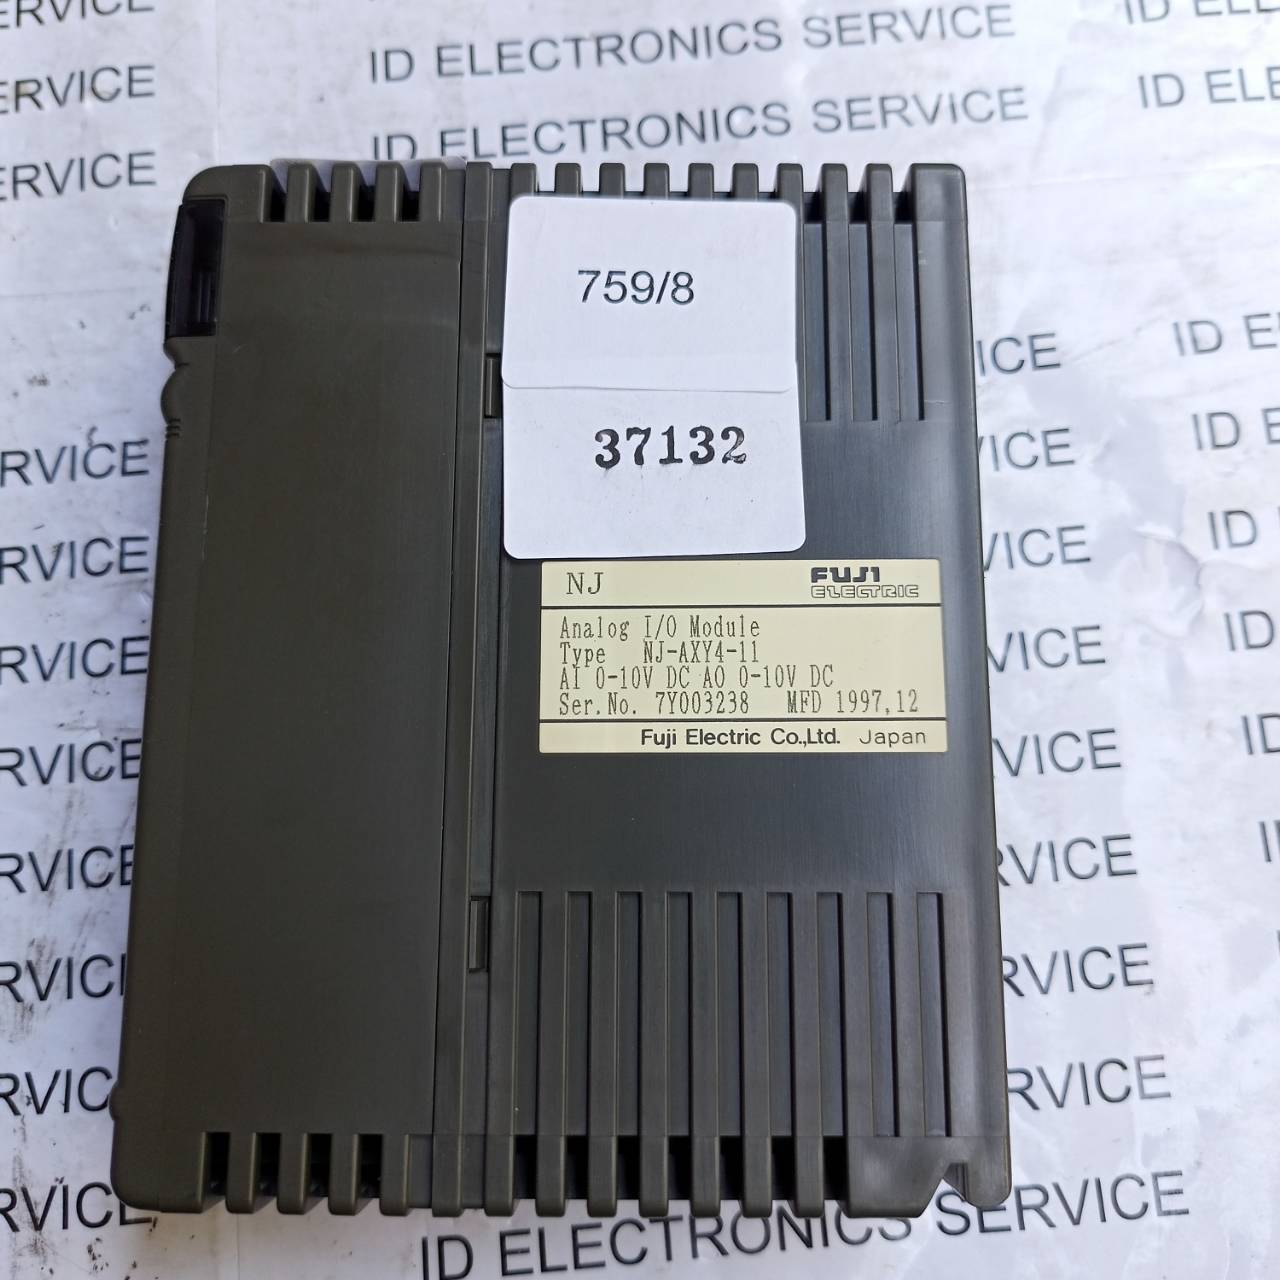 ID ELECTRONICS SERVICE
ERVICE
ID ELECTRONICS SERVICE
ERVICE
759/8
37132
NJ
FUJI
ELECTRIC
Analog I/O Module
Type NJ-AXY4-11
AI 0-10V DC AO 0-10V DC
Ser.No. 7Y003238 MFD 1997,12
Fuji Electric Co.,Ltd. Japan
ID ELECTRONICS SERVICE